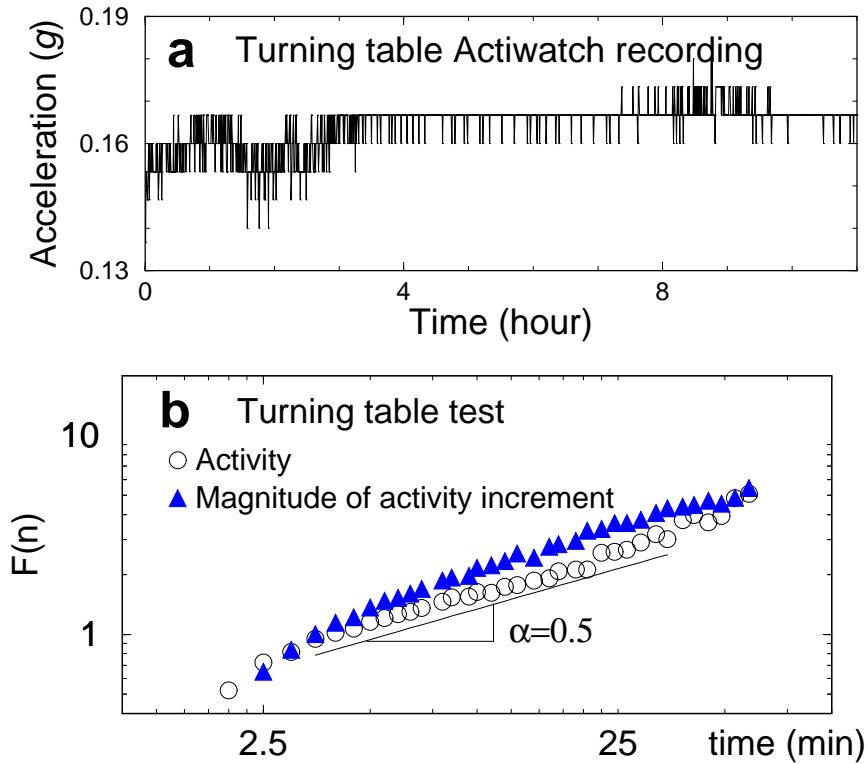 0.19
a Turning table Actiwatch recording
Acceleration (g)
0.16
0.13
0 4 8
Time (hour)
b Turning table test
10
Activity
Magnitude of activity increment
F(n)
1
α=0.5
2.5 25 time (min)